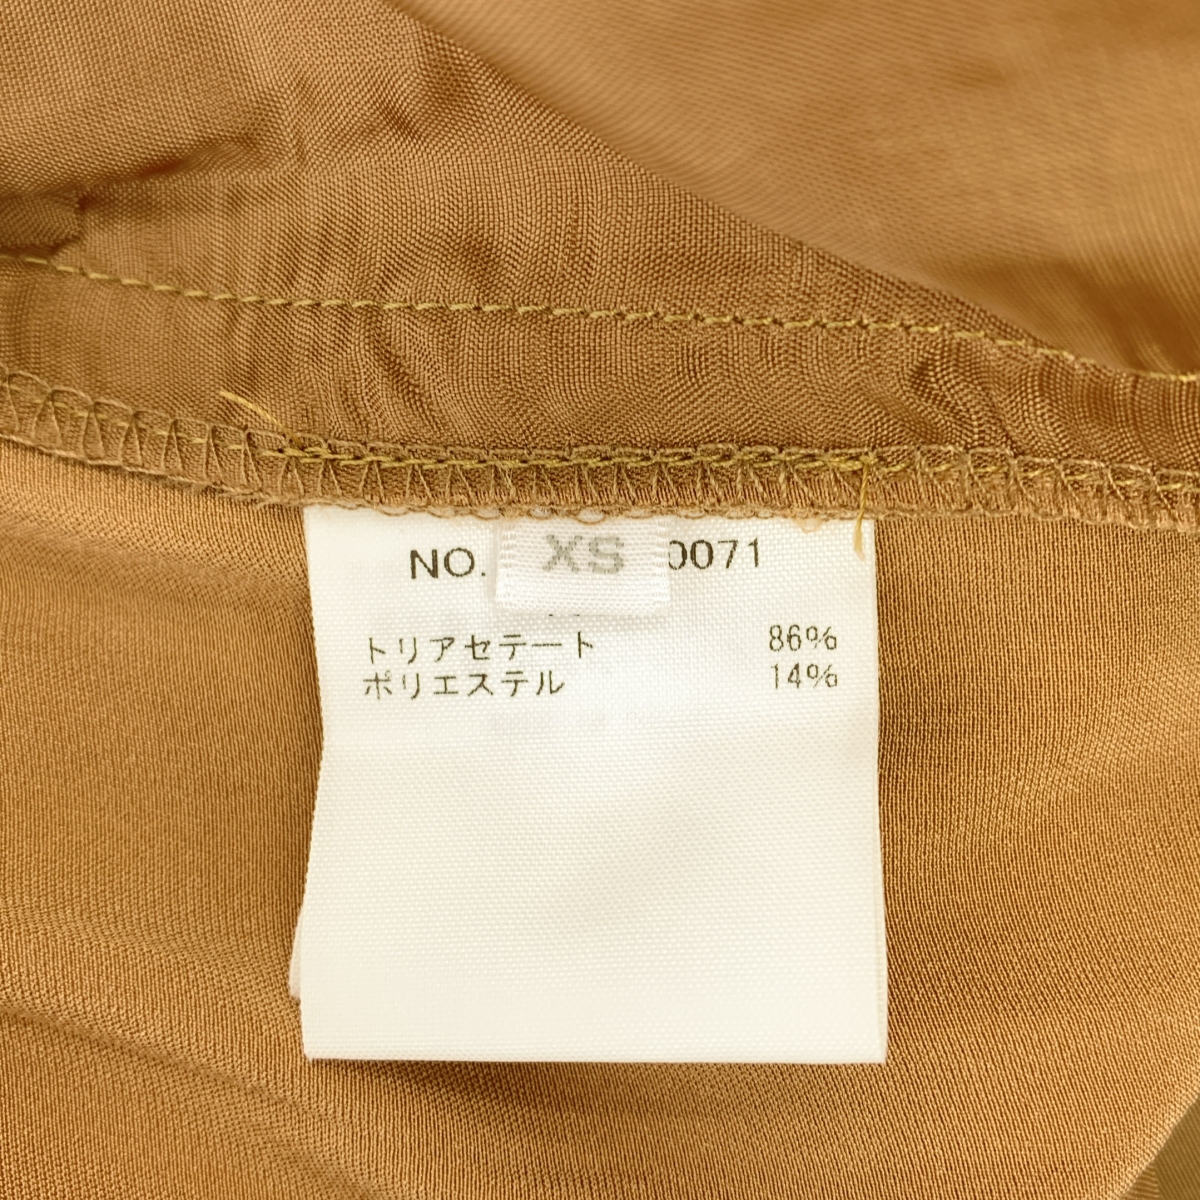 NO. XS 0071
トリアセテート 86%
ポリエステル 14%